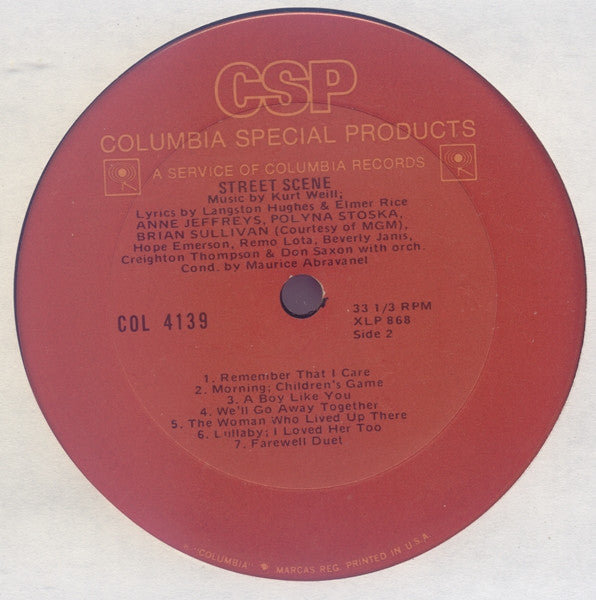 CSP
COLUMBIA SPECIAL PRODUCTS
A SERVICE OF COLUMBIA RECORDS
STREET SCENE
Music by Kurt Weill;
Lyrics by Langston Hughes & Elmer Rice
ANNE JEFFREYS, POLYNA STOSKA,
BRIAN SULLIVAN (Courtesy of MGM),
Hope Emerson, Remo Lota, Beverly Janis,
Creighton Thompson & Don Saxon with orch.
Cond. by Maurice Abravanel
COL 4139
33 1/3 RPM
XLP 868
Side 2
1. Remember That I Care
2. Morning; Children's Game
3. A Boy Like You
4. We'll Go Away Together
5. The Woman Who Lived Up There
6. Lullaby; I Loved Her Too
7. Farewell Duet
"COLUMBIA" MARCAS REG. PRINTED IN U.S.A.